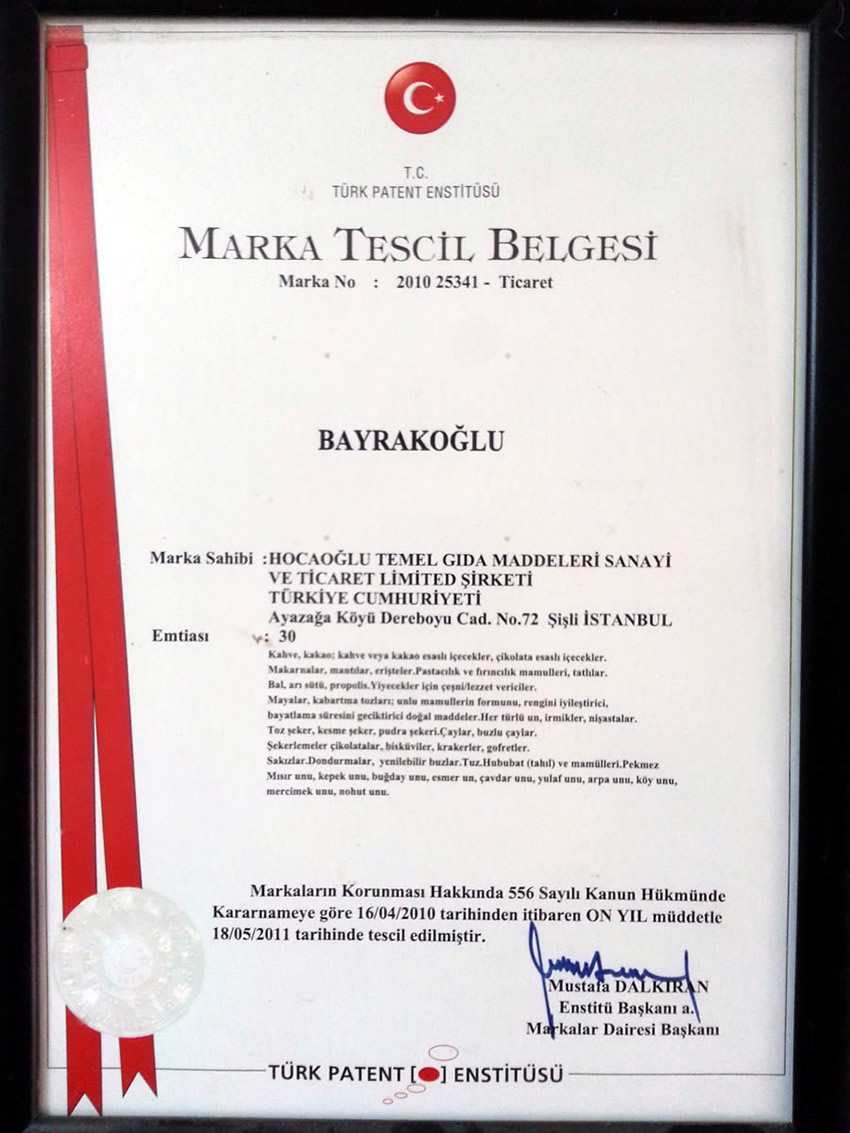 T.C.
TÜRK PATENT ENSTİTÜSÜ
MARKA TESCİL BELGESİ
Marka No : 2010 25341 - Ticaret
BAYRAKOĞLU
Marka Sahibi :HOCAOĞLU TEMEL GIDA MADDELERİ SANAYİ
VE TİCARET LİMİTED ŞİRKETİ
TÜRKİYE CUMHURİYETİ
Ayazağa Köyü Dereboyu Cad. No.72 Şişli İSTANBUL
Emtiası : 30
Kahve, kakao; kahve veya kakao esaslı içecekler, çikolata esaslı içecekler.
Makarnalar, mantılar, erişteler.Pastacılık ve fırıncılık mamulleri, tatlılar.
Bal, arı sütü, propolis.Yiyecekler için çeşni/lezzet vericiler.
Mayalar, kabartma tozları; unlu mamullerin formunu, rengini iyileştirici,
bayatlama süresini geciktirici doğal maddeler.Her türlü un, irmikler, nişastalar.
Toz şeker, kesme şeker, pudra şekeri.Çaylar, buzlu çaylar.
Şekerlemeler çikolatalar, bisküviler, krakerler, gofretler.
Sakızlar.Dondurmalar, yenilebilir buzlar.Tuz.Hububat (tahıl) ve mamülleri.Pekmez
Mısır unu, kepek unu, buğday unu, esmer un, çavdar unu, yulaf unu, arpa unu, köy unu,
mercimek unu, nohut unu.
Markaların Korunması Hakkında 556 Sayılı Kanun Hükmünde
Kararnameye göre 16/04/2010 tarihinden itibaren ON YIL müddetle
18/05/2011 tarihinde tescil edilmiştir.
Mustafa DALKIRAN
Enstitü Başkanı a.
Markalar Dairesi Başkanı
TÜRK PATENT [ ] ENSTİTÜSÜ